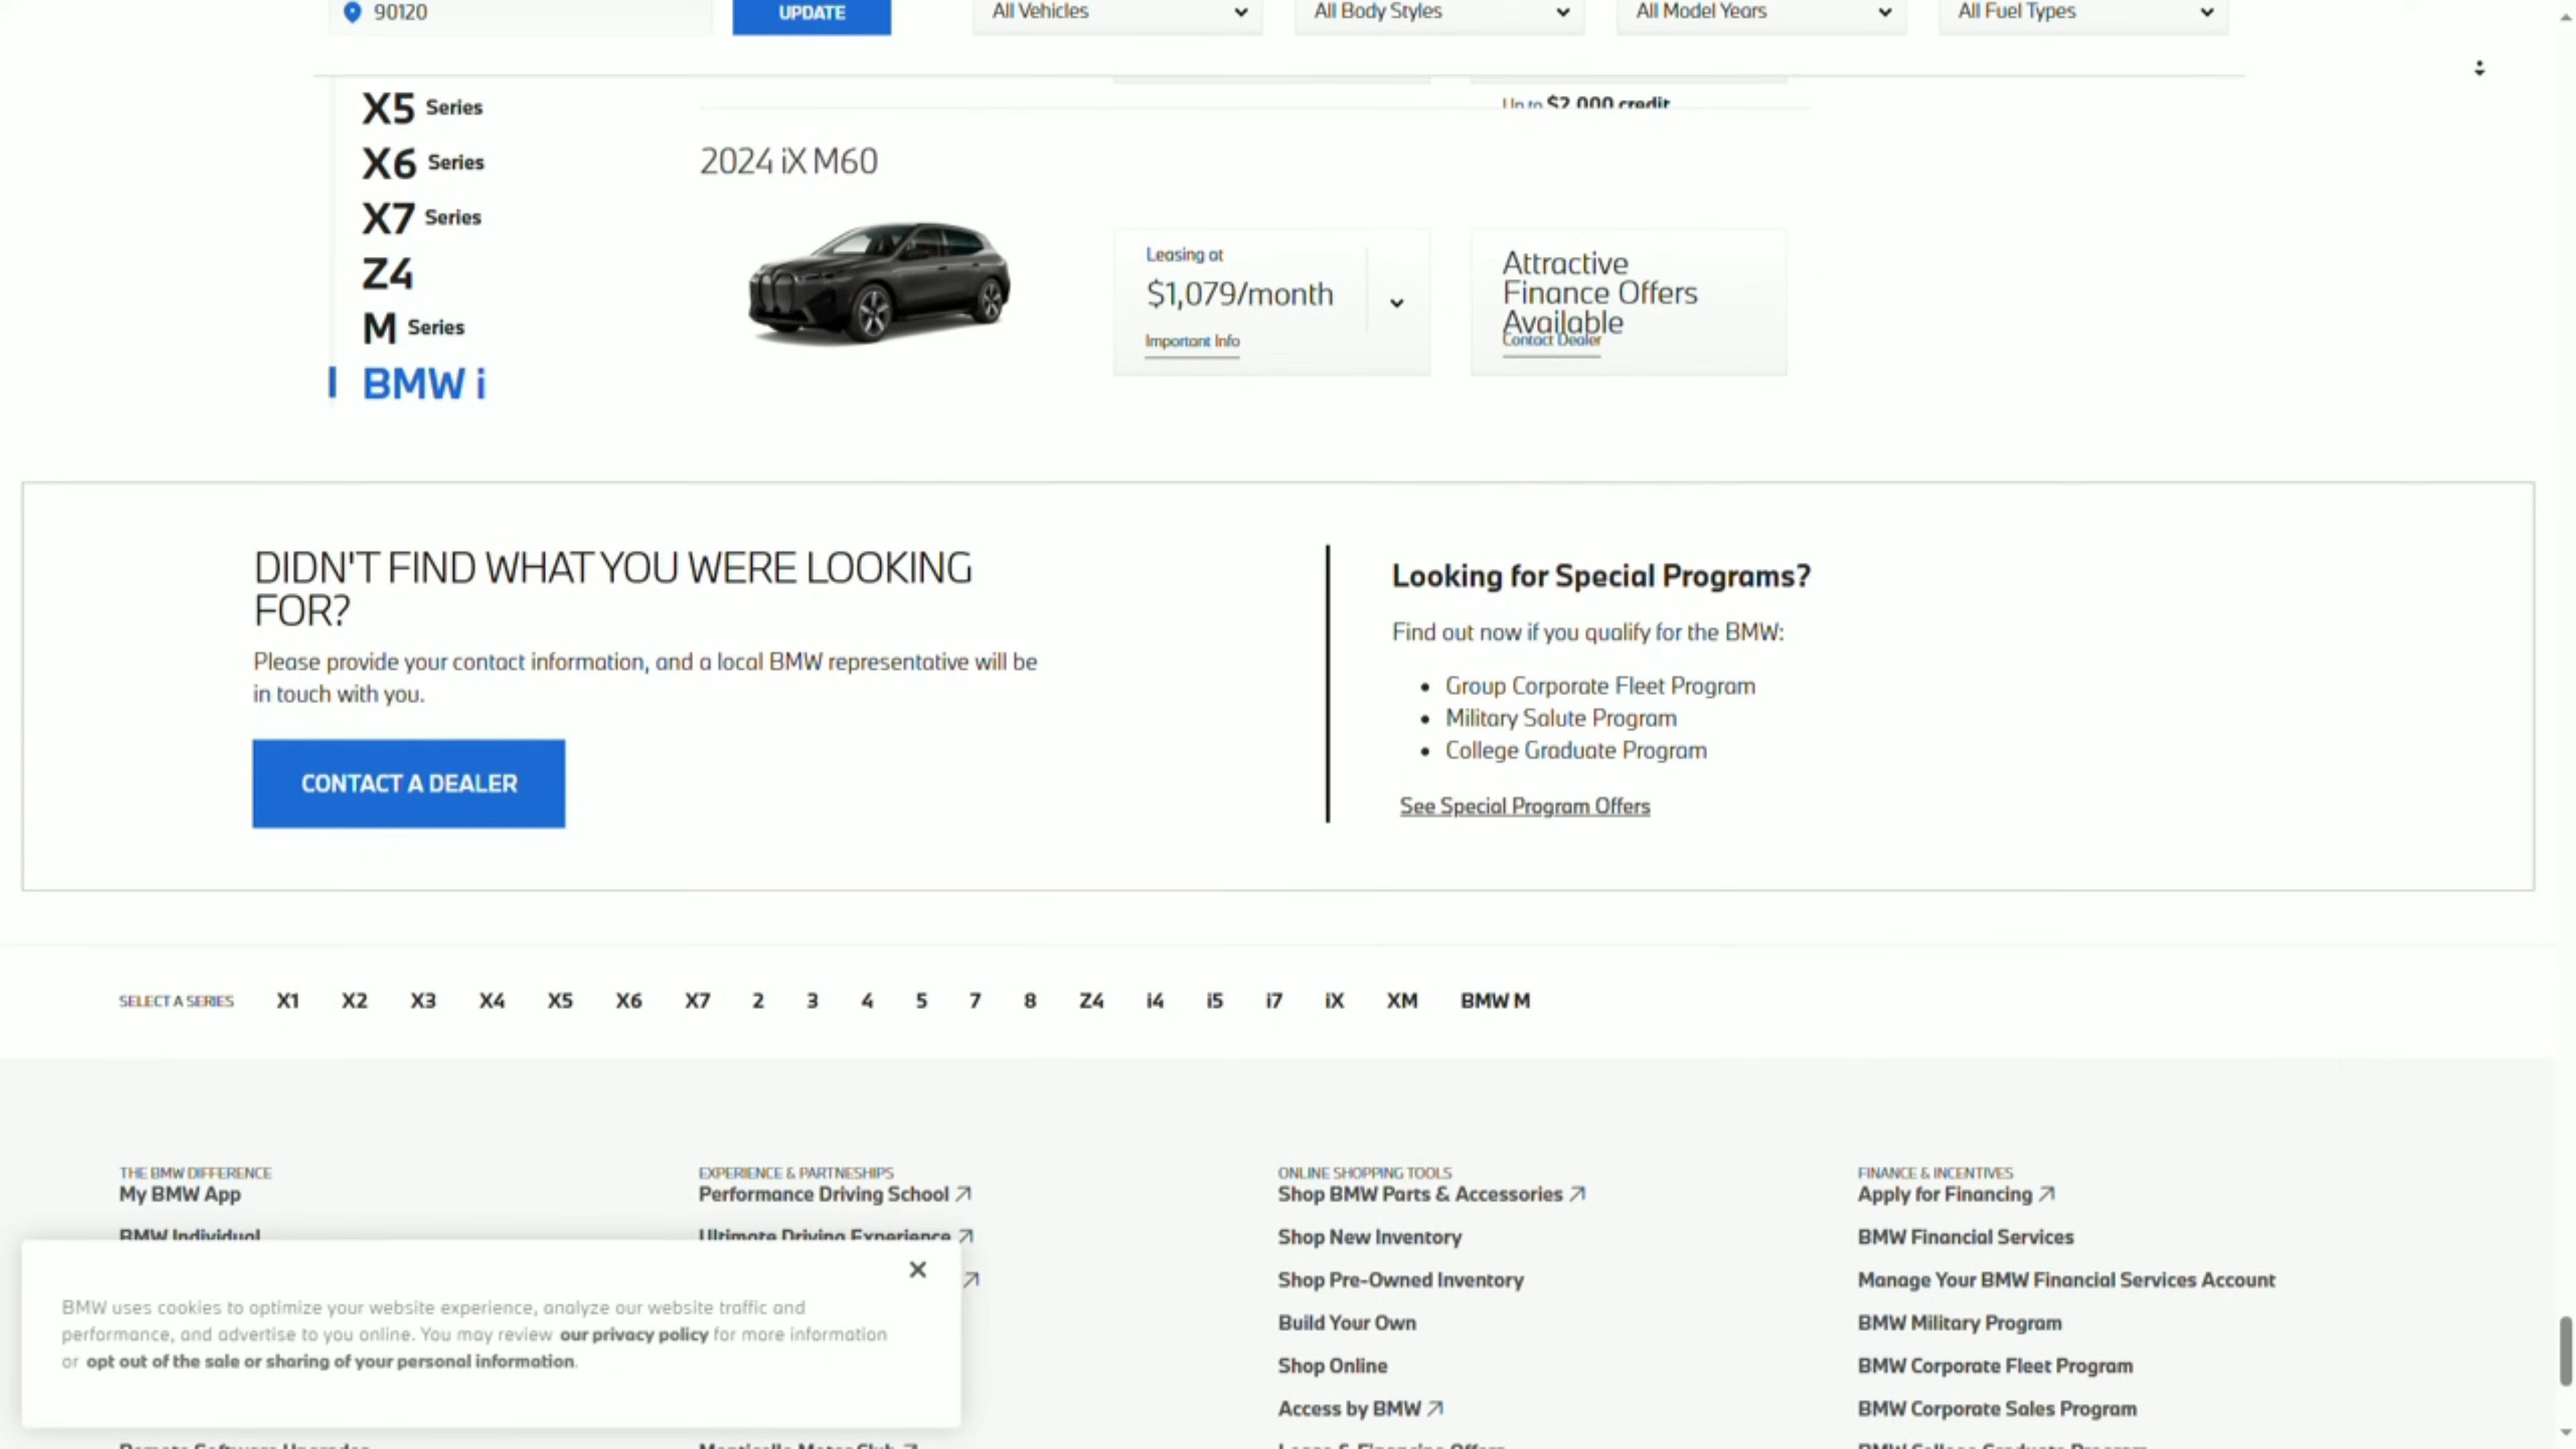 90120
UPDATE
All Vehicles
All Body Styles
All Model Years
All Fuel Types
X5 Series
X6 Series
X7 Series
Z4
M Series
BMW i
Up to $2,000 credit
2024 iX M60
Leasing at
$1,079/month
Important Info
Attractive
Finance Offers
Available
Contact Dealer
DIDN'T FIND WHAT YOU WERE LOOKING
FOR?
Please provide your contact information, and a local BMW representative will be
in touch with you.
CONTACT A DEALER
Looking for Special Programs?
Find out now if you qualify for the BMW:
• Group Corporate Fleet Program
• Military Salute Program
• College Graduate Program
See Special Program Offers
SELECT A SERIES X1 X2 X3 X4 X5 X6 X7 2 3 4 5 7 8 Z4 i4 i5 i7 iX XM BMW M
THE BMW DIFFERENCE
My BMW App
BMW Individual
EXPERIENCE & PARTNESHIPS
Performance Driving School
Ultimate Driving Experience
ONLINE SHOPPING TOOLS
Shop BMW Parts & Accessories
Shop New Inventory
Shop Pre-Owned Inventory
Build Your Own
Shop Online
Access by BMW
Lease & Financing Offers
FINANCE & INCENTIVES
Apply for Financing
BMW Financial Services
Manage Your BMW Financial Services Account
BMW Military Program
BMW Corporate Fleet Program
BMW Corporate Sales Program
BMW College Graduate Program
BMW uses cookies to optimize your website experience, analyze our website traffic and
performance, and advertise to you online. You may review our privacy policy for more information
or opt out of the sale or sharing of your personal information.
Remote Software Upgrades
Monticello Motor Club